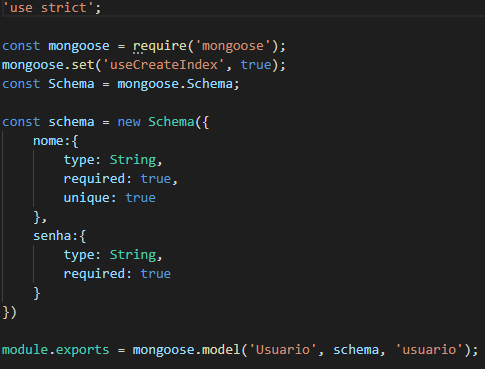 'use strict';
const mongoose = require('mongoose');
mongoose.set('useCreateIndex', true);
const Schema = mongoose.Schema;
const schema = new Schema({
    nome:{
        type: String,
        required: true,
        unique: true
    },
    senha:{
        type: String,
        required: true
    }
})
module.exports = mongoose.model('Usuario', schema, 'usuario');